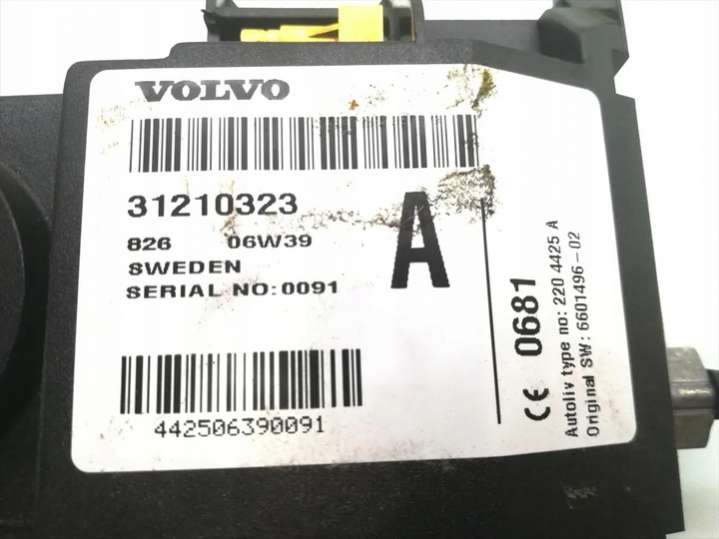 VOLVO
31210323
826 06W39
SWEDEN
SERIAL NO:0091
A
442506390091
CE 0681
Autoliv type no: 220 4425 A
Original SW: 6601496-02